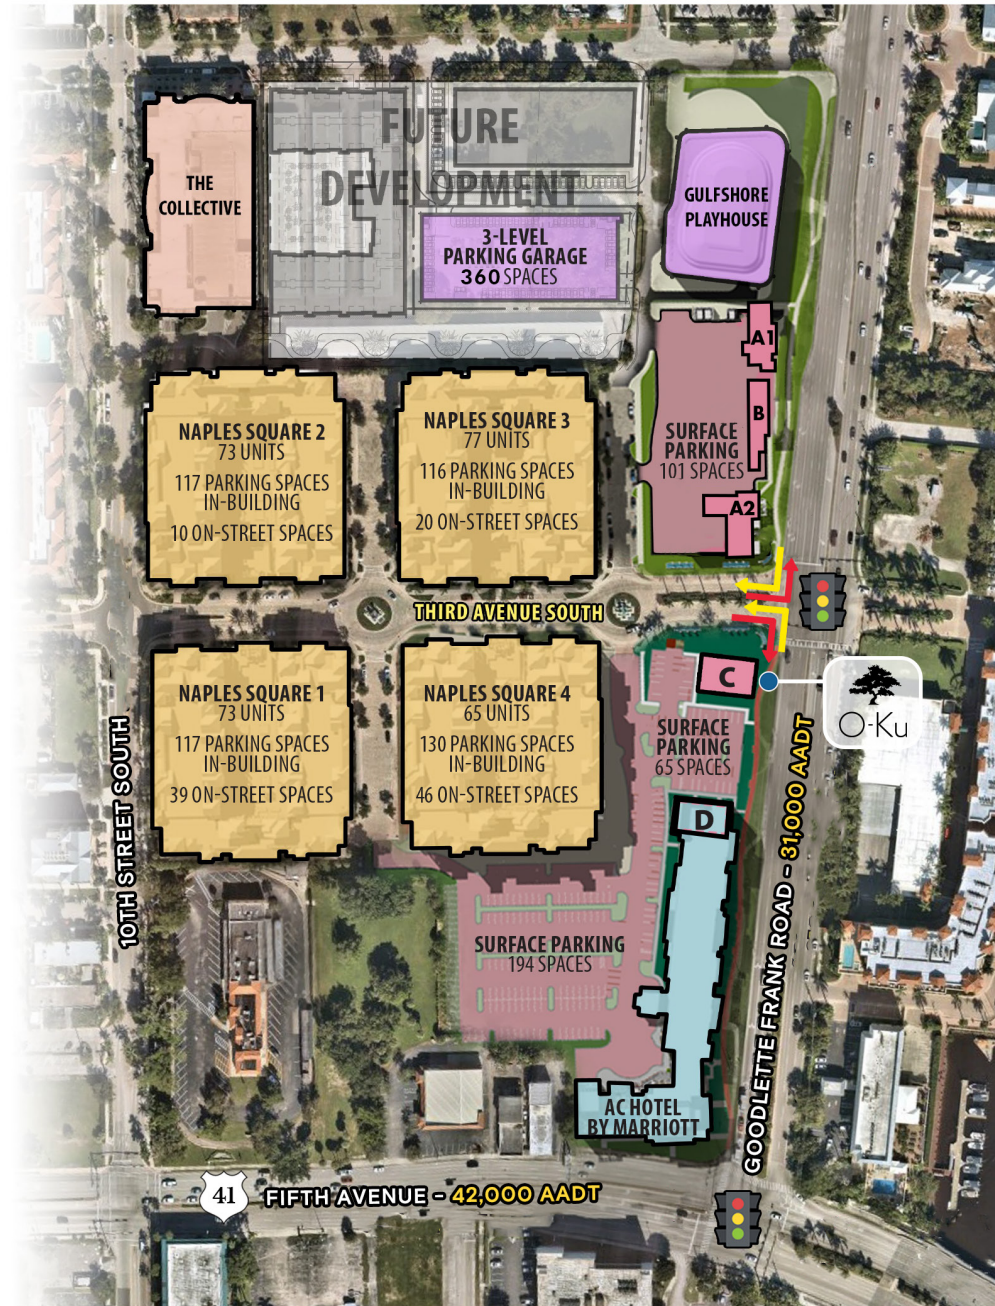 FUTURE
DEVELOPMENT
THE
COLLECTIVE
GULFSHORE
PLAYHOUSE
3-LEVEL
PARKING GARAGE
360 SPACES
A1
B
SURFACE
PARKING
101 SPACES
A2
NAPLES SQUARE 2
73 UNITS
117 PARKING SPACES
IN-BUILDING
10 ON-STREET SPACES
NAPLES SQUARE 3
77 UNITS
116 PARKING SPACES
IN-BUILDING
20 ON-STREET SPACES
THIRD AVENUE SOUTH
NAPLES SQUARE 1
73 UNITS
117 PARKING SPACES
IN-BUILDING
39 ON-STREET SPACES
NAPLES SQUARE 4
65 UNITS
130 PARKING SPACES
IN-BUILDING
46 ON-STREET SPACES
C
O-Ku
SURFACE
PARKING
65 SPACES
D
10TH STREET SOUTH
GOODLETTE FRANK ROAD - 31,000 AADT
SURFACE PARKING
194 SPACES
AC HOTEL
BY MARRIOTT
41
FIFTH AVENUE - 42,000 AADT